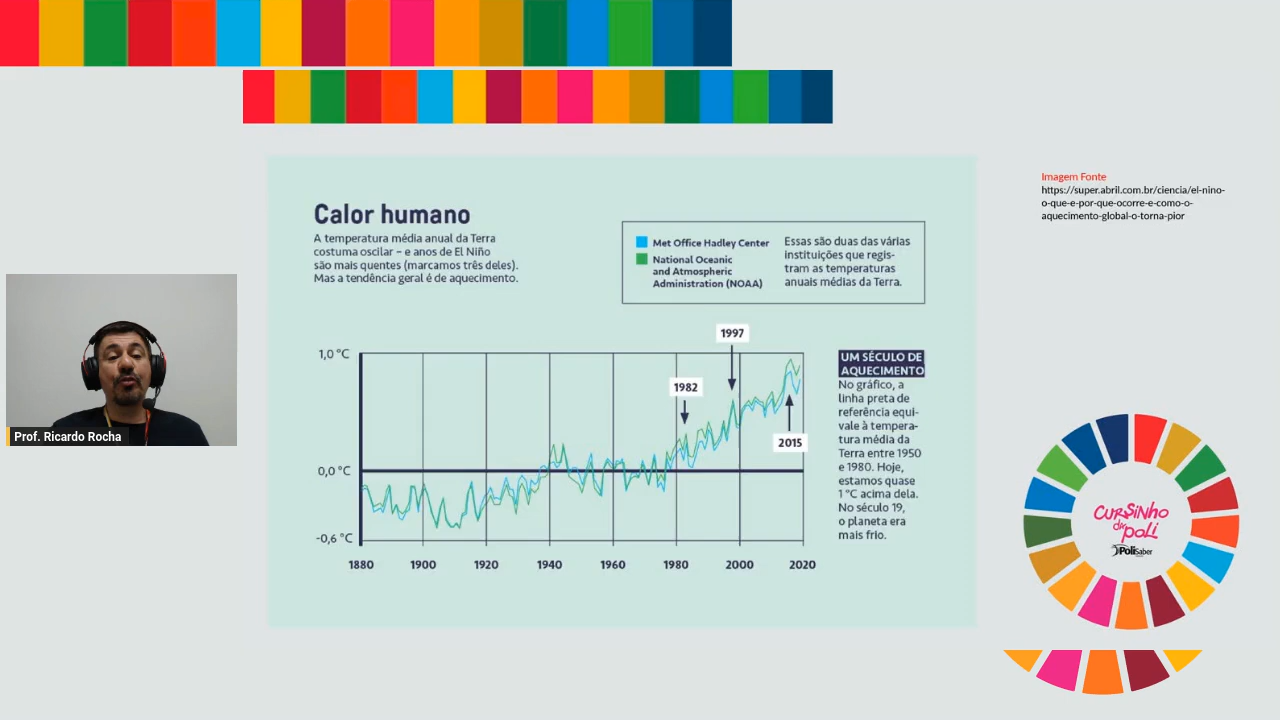 Imagem Fonte
https://super.abril.com.br/ciencia/el-nino-
o-que-e-por-que-ocorre-e-como-o-
aquecimento-global-o-torna-pior
Calor humano
A temperatura média anual da Terra
costuma oscilar – e anos de El Niño
são mais quentes (marcamos três deles).
Mas a tendência geral é de aquecimento.
Met Office Hadley Center
National Oceanic
and Atmospheric
Administration (NOAA)
Essas são duas das várias
instituições que regis-
tram as temperaturas
anuais médias da Terra.
1997
1982
2015
1,0 °C
0,0 °C
-0,6 °C
1880 1900 1920 1940 1960 1980 2000 2020
UM SÉCULO DE
AQUECIMENTO
No gráfico, a
linha preta de
referência equi-
vale à tempera-
tura média da
Terra entre 1950
e 1980. Hoje,
estamos quase
1 °C acima dela.
No século 19,
o planeta era
mais frio.
Prof. Ricardo Rocha
CURSINHO
da
POLI
PoliSaber